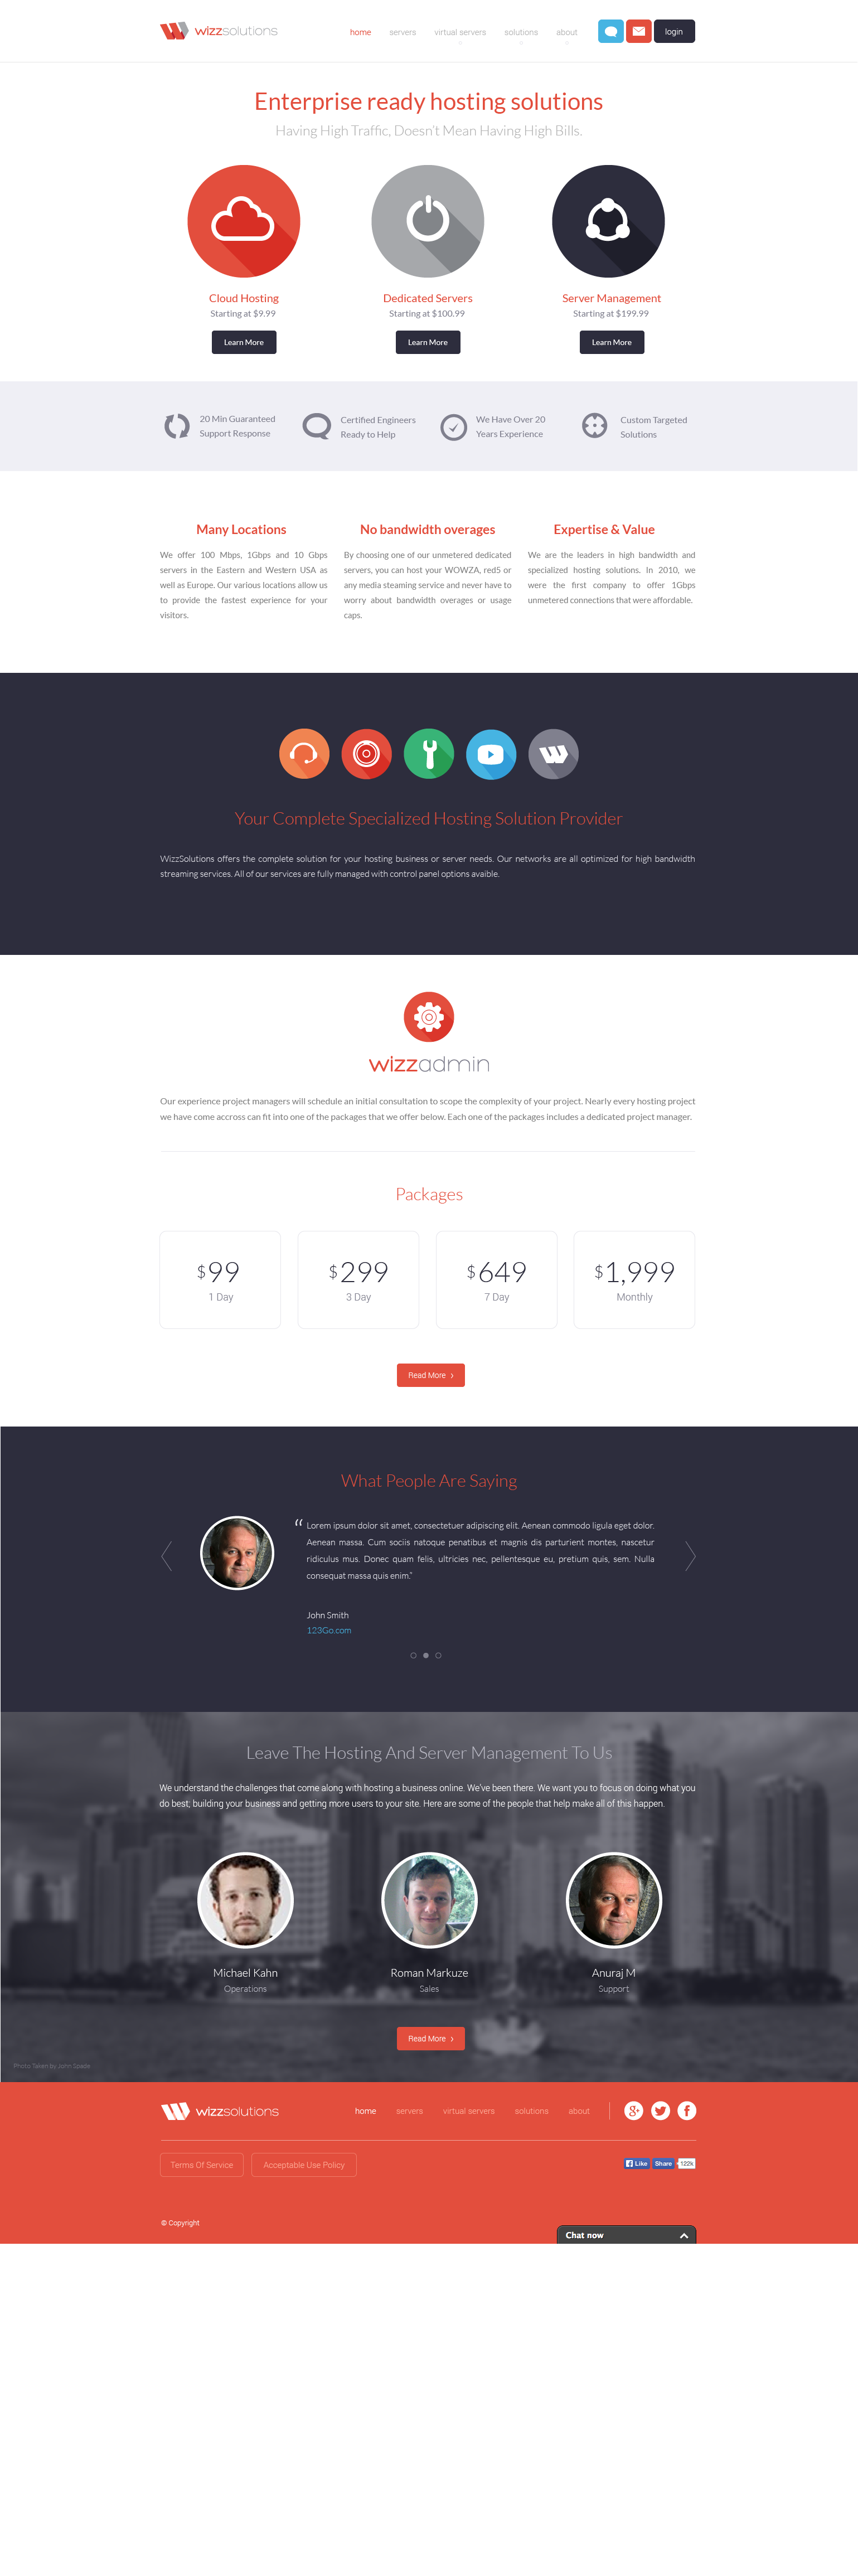 wizzsolutions
home servers virtual servers solutions about login
Enterprise ready hosting solutions
Having High Traffic, Doesn't Mean Having High Bills.
Cloud Hosting
Starting at $9.99
Learn More
Dedicated Servers
Starting at $100.99
Learn More
Server Management
Starting at $199.99
Learn More
20 Min Guaranteed
Support Response
Certified Engineers
Ready to Help
We Have Over 20
Years Experience
Custom Targeted
Solutions
Many Locations
We offer 100 Mbps, 1Gbps and 10 Gbps
servers in the Eastern and Western USA as
well as Europe. Our various locations allow us
to provide the fastest experience for your
visitors.
No bandwidth overages
By choosing one of our unmetered dedicated
servers, you can host your WOWZA, red5 or
any media steaming service and never have to
worry about bandwidth overages or usage
caps.
Expertise & Value
We are the leaders in high bandwidth and
specialized hosting solutions. In 2010, we
were the first company to offer 1Gbps
unmetered connections that were affordable.
Your Complete Specialized Hosting Solution Provider
WizzSolutions offers the complete solution for your hosting business or server needs. Our networks are all optimized for high bandwidth
streaming services. All of our services are fully managed with control panel options avaible.
wizzadmin
Our experience project managers will schedule an initial consultation to scope the complexity of your project. Nearly every hosting project
we have come accross can fit into one of the packages that we offer below. Each one of the packages includes a dedicated project manager.
Packages
$99
1 Day
$299
3 Day
$649
7 Day
$1,999
Monthly
Read More ›
What People Are Saying
“ Lorem ipsum dolor sit amet, consectetuer adipiscing elit. Aenean commodo ligula eget dolor.
Aenean massa. Cum sociis natoque penatibus et magnis dis parturient montes, nascetur
ridiculus mus. Donec quam felis, ultricies nec, pellentesque eu, pretium quis, sem. Nulla
consequat massa quis enim.”
John Smith
123Go.com
Leave The Hosting And Server Management To Us
We understand the challenges that come along with hosting a business online. We've been there. We want you to focus on doing what you
do best; building your business and getting more users to your site. Here are some of the people that help make all of this happen.
Michael Kahn
Operations
Roman Markuze
Sales
Anuraj M
Support
Read More ›
Photo Taken By John Spade
wizzsolutions
home servers virtual servers solutions about
Terms Of Service Acceptable Use Policy
Like Share 122k
© Copyright
Chat now